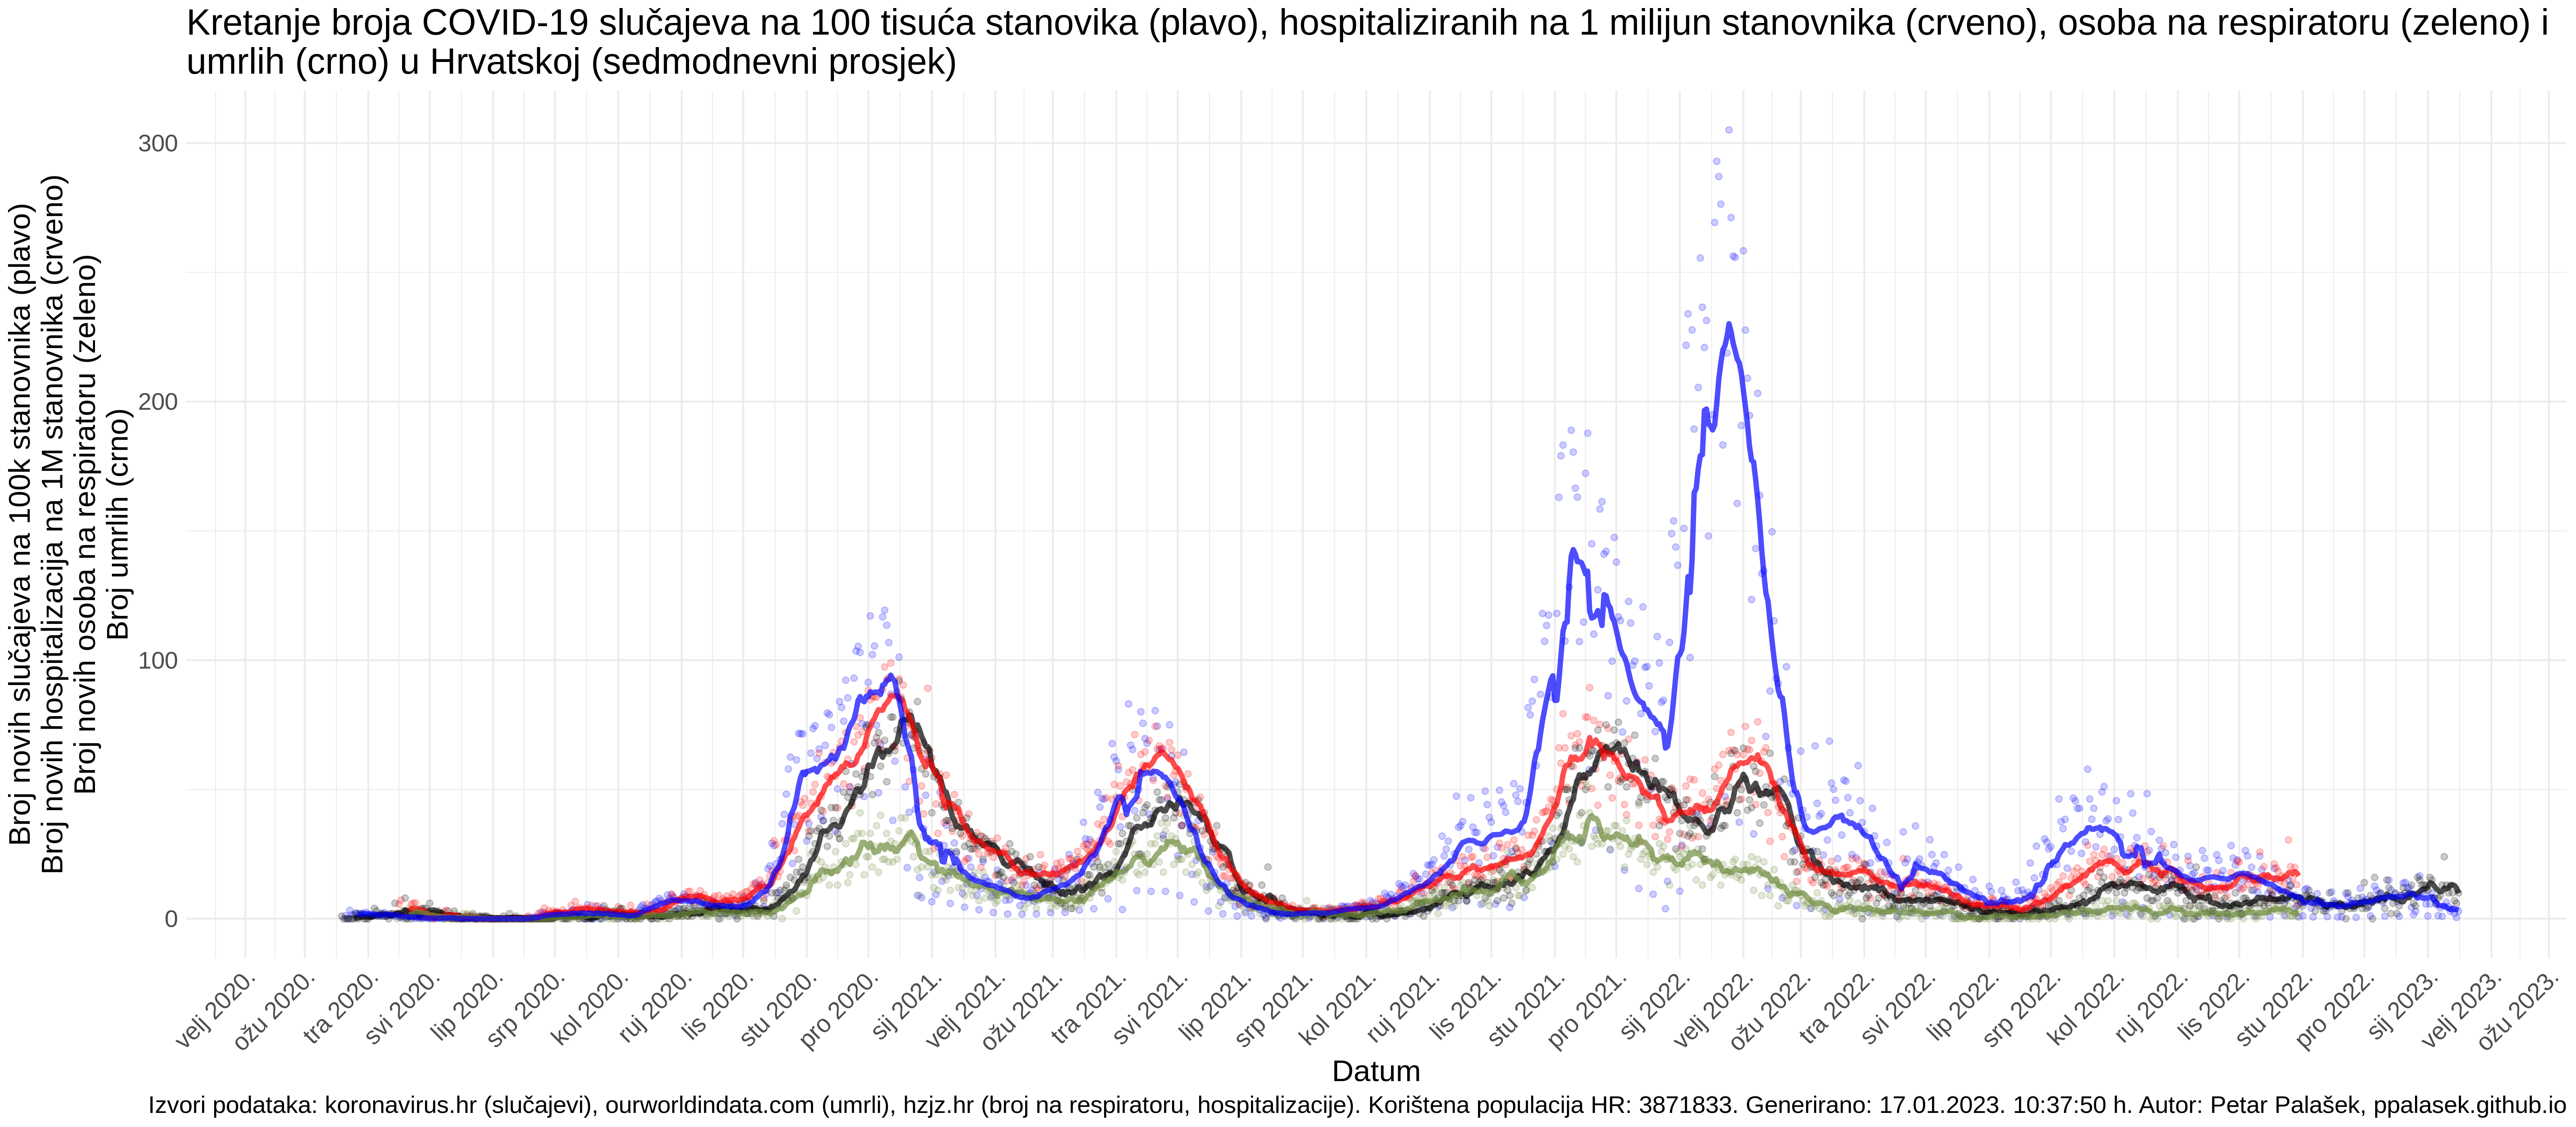 Kretanje broja COVID-19 slučajeva na 100 tisuća stanovika (plavo), hospitaliziranih na 1 milijun stanovnika (crveno), osoba na respiratoru (zeleno) i
umrlih (crno) u Hrvatskoj (sedmodnevni prosjek)
Broj novih slučajeva na 100k stanovnika (plavo)
Broj novih hospitalizacija na 1M stanovnika (crveno)
Broj novih osoba na respiratoru (zeleno)
Broj umrlih (crno)
300
200
100
0
velj 2020.
ožu 2020.
tra 2020.
svi 2020.
lip 2020.
srp 2020.
kol 2020.
ruj 2020.
lis 2020.
stu 2020.
pro 2020.
sij 2021.
velj 2021.
ožu 2021.
tra 2021.
svi 2021.
lip 2021.
srp 2021.
kol 2021.
ruj 2021.
lis 2021.
stu 2021.
pro 2021.
sij 2022.
velj 2022.
ožu 2022.
tra 2022.
svi 2022.
lip 2022.
srp 2022.
kol 2022.
ruj 2022.
lis 2022.
stu 2022.
pro 2022.
sij 2023.
velj 2023.
ožu 2023.
Datum
Izvori podataka: koronavirus.hr (slučajevi), ourworldindata.com (umrli), hzjz.hr (broj na respiratoru, hospitalizacije). Korištena populacija HR: 3871833. Generirano: 17.01.2023. 10:37:50 h. Autor: Petar Palašek, ppalasek.github.io